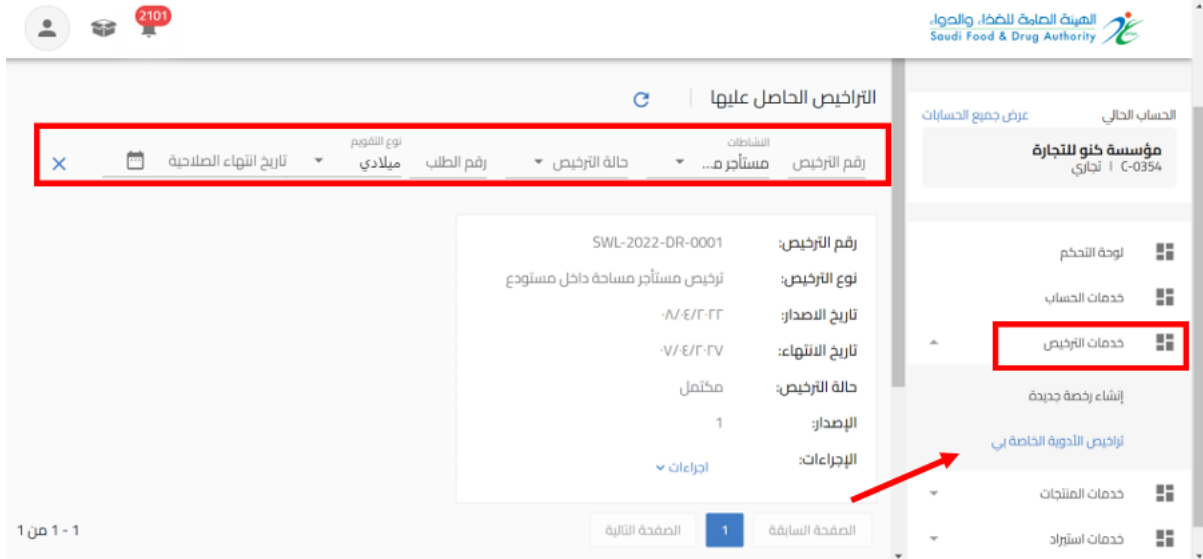 2101
الهيئة العامة للغذاء والدواء
Saudi Food & Drug Authority
الحساب الحالي
عرض جميع الحسابات
مؤسسة كنو للتجارة
C-0354 | تجاري
لوحة التحكم
خدمات الحساب
خدمات الترخيص
إنشاء رخصة جديدة
تراخيص الأدوية الخاصة بي
خدمات المنتجات
خدمات استيراد
التراخيص الحاصل عليها
رقم الترخيص
النشاطات
مستأجر م...
حالة الترخيص
رقم الطلب
نوع التقويم
ميلادي
تاريخ انتهاء الصلاحية
رقم الترخيص: SWL-2022-DR-0001
نوع الترخيص: ترخيص مستأجر مساحة داخل مستودع
تاريخ الاصدار: ٠٨/٠٤/٢٠٢٢
تاريخ الانتهاء: ٠٧/٠٤/٢٠٢٧
حالة الترخيص: مكتمل
الإصدار: 1
الإجراءات: اجراءات
الصفحة السابقة 1 الصفحة التالية
1 - 1 من 1